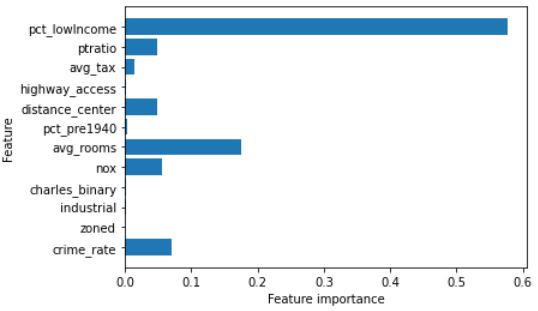 pct_lowIncome
ptratio
avg_tax
highway_access
distance_center
pct_pre1940
avg_rooms
nox
charles_binary
industrial
zoned
crime_rate
Feature
0.0 0.1 0.2 0.3 0.4 0.5 0.6
Feature importance